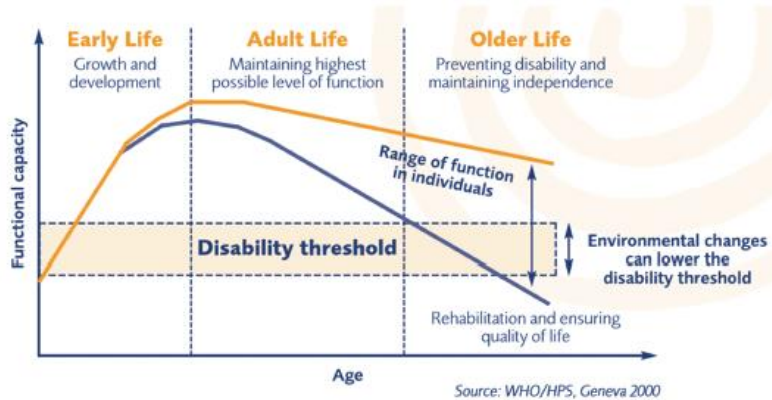 Early Life
Growth and
development
Adult Life
Maintaining highest
possible level of function
Older Life
Preventing disability and
maintaining independence
Functional capacity
Range of function
in individuals
Disability threshold
Environmental changes
can lower the
disability threshold
Rehabilitation and ensuring
quality of life
Age
Source: WHO/HPS, Geneva 2000